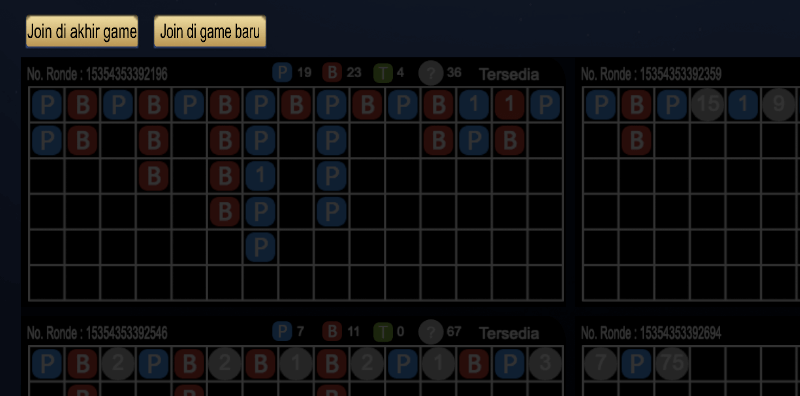 Join di akhir game Join di game baru
No. Ronde : 15354353392196 P 19 B 23 T 4 ? 36 Tersedia No. Ronde : 15354353392359
P B P B P B P B P B P B 1 1 P P B P 15 1 9
P B B B P P B P B B
B B 1 P
B P P
P
No. Ronde : 15354353392546 P 7 B 11 T 0 ? 67 Tersedia No. Ronde : 15354353392694
P B 2 P B 2 B 1 B 2 P 1 B P 3 7 P 75
B B B